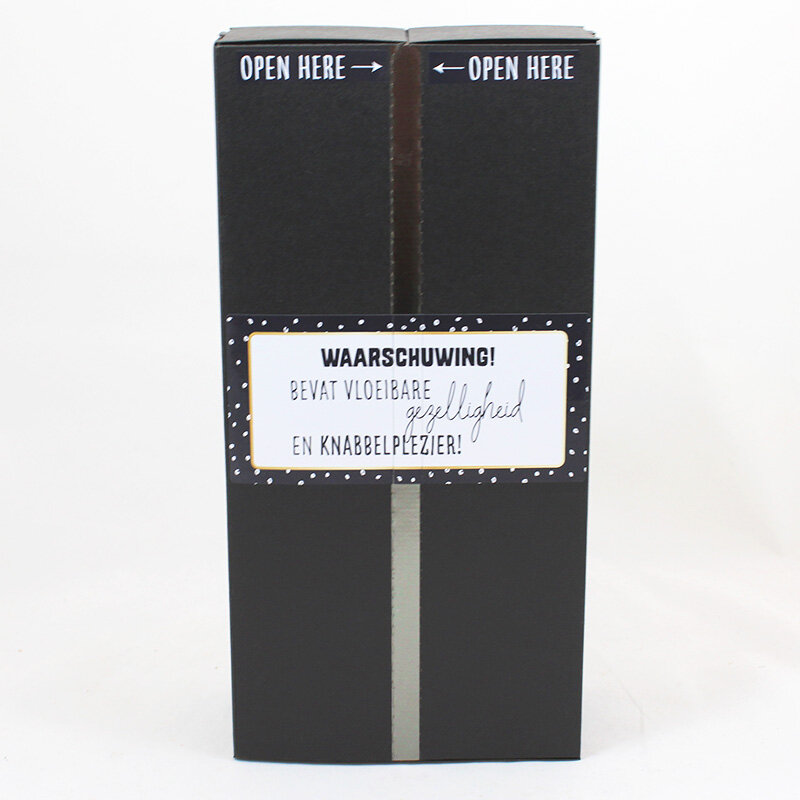 OPEN HERE → ← OPEN HERE
WAARSCHUWING!
BEVAT VLOEIBARE
gezelligheid
EN KNABBELPLEZIER!